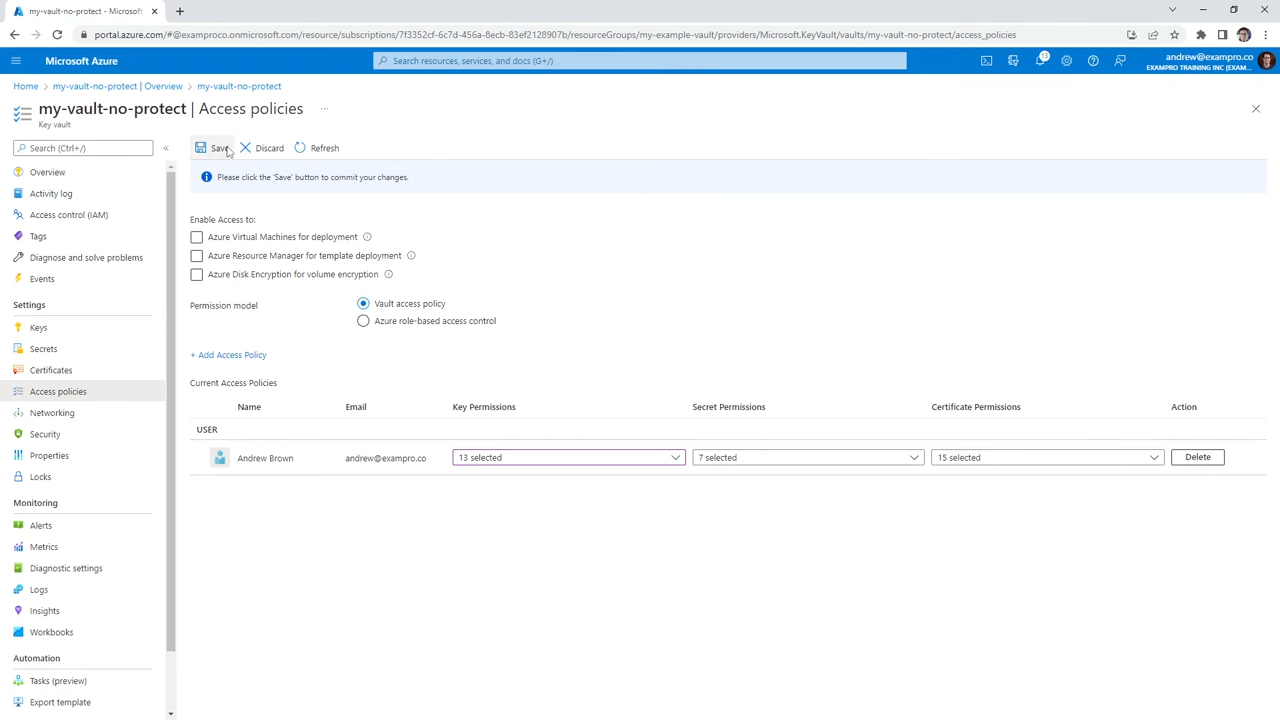 my-vault-no-protect - Microsoft
portal.azure.com/#@examproco.onmicrosoft.com/resource/subscriptions/7f3352cf-6c7d-456a-8ecb-83ef2128907b/resourceGroups/my-example-vault/providers/Microsoft.KeyVault/vaults/my-vault-no-protect/access_policies
Microsoft Azure
Search resources, services, and docs (G+/)
13
andrew@exampro.co
EXAMPRO TRAINING INC (EXAM...
Home > my-vault-no-protect | Overview > my-vault-no-protect
my-vault-no-protect | Access policies ...
Key vault
Search (Ctrl+/)
«
Save
Discard
Refresh
Please click the 'Save' button to commit your changes.
Overview
Activity log
Access control (IAM)
Tags
Diagnose and solve problems
Events
Settings
Keys
Secrets
Certificates
Access policies
Networking
Security
Properties
Locks
Monitoring
Alerts
Metrics
Diagnostic settings
Logs
Insights
Workbooks
Automation
Tasks (preview)
Export template
Enable Access to:
Azure Virtual Machines for deployment
Azure Resource Manager for template deployment
Azure Disk Encryption for volume encryption
Permission model
Vault access policy
Azure role-based access control
+ Add Access Policy
Current Access Policies
Name Email Key Permissions Secret Permissions Certificate Permissions Action
USER
Andrew Brown andrew@exampro.co 13 selected 7 selected 15 selected Delete